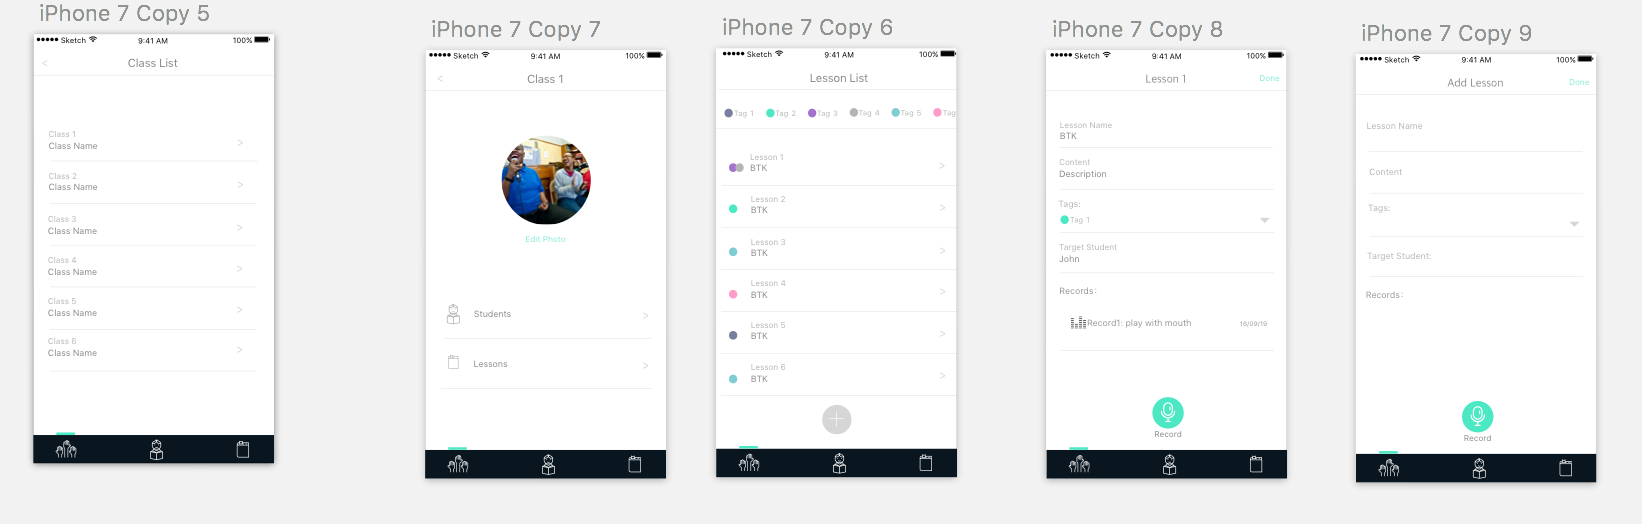 iPhone 7 Copy 5
Sketch 9:41 AM 100%
< Class List
Class 1
Class Name >
Class 2
Class Name >
Class 3
Class Name >
Class 4
Class Name >
Class 5
Class Name >
Class 6
Class Name >
iPhone 7 Copy 7
Sketch 9:41 AM 100%
< Class 1
Edit Photo
Students >
Lessons >
iPhone 7 Copy 6
Sketch 9:41 AM 100%
Lesson List
Tag 1 Tag 2 Tag 3 Tag 4 Tag 5 Tag
Lesson 1
BTK >
Lesson 2
BTK >
Lesson 3
BTK >
Lesson 4
BTK >
Lesson 5
BTK >
Lesson 6
BTK >
iPhone 7 Copy 8
Sketch 9:41 AM 100%
Lesson 1 Done
Lesson Name
BTK
Content
Description
Tags:
Tag 1
Target Student
John
Records:
Record1: play with mouth 16/09/19
Record
iPhone 7 Copy 9
Sketch 9:41 AM 100%
Add Lesson Done
Lesson Name
Content
Tags:
Target Student:
Records:
Record